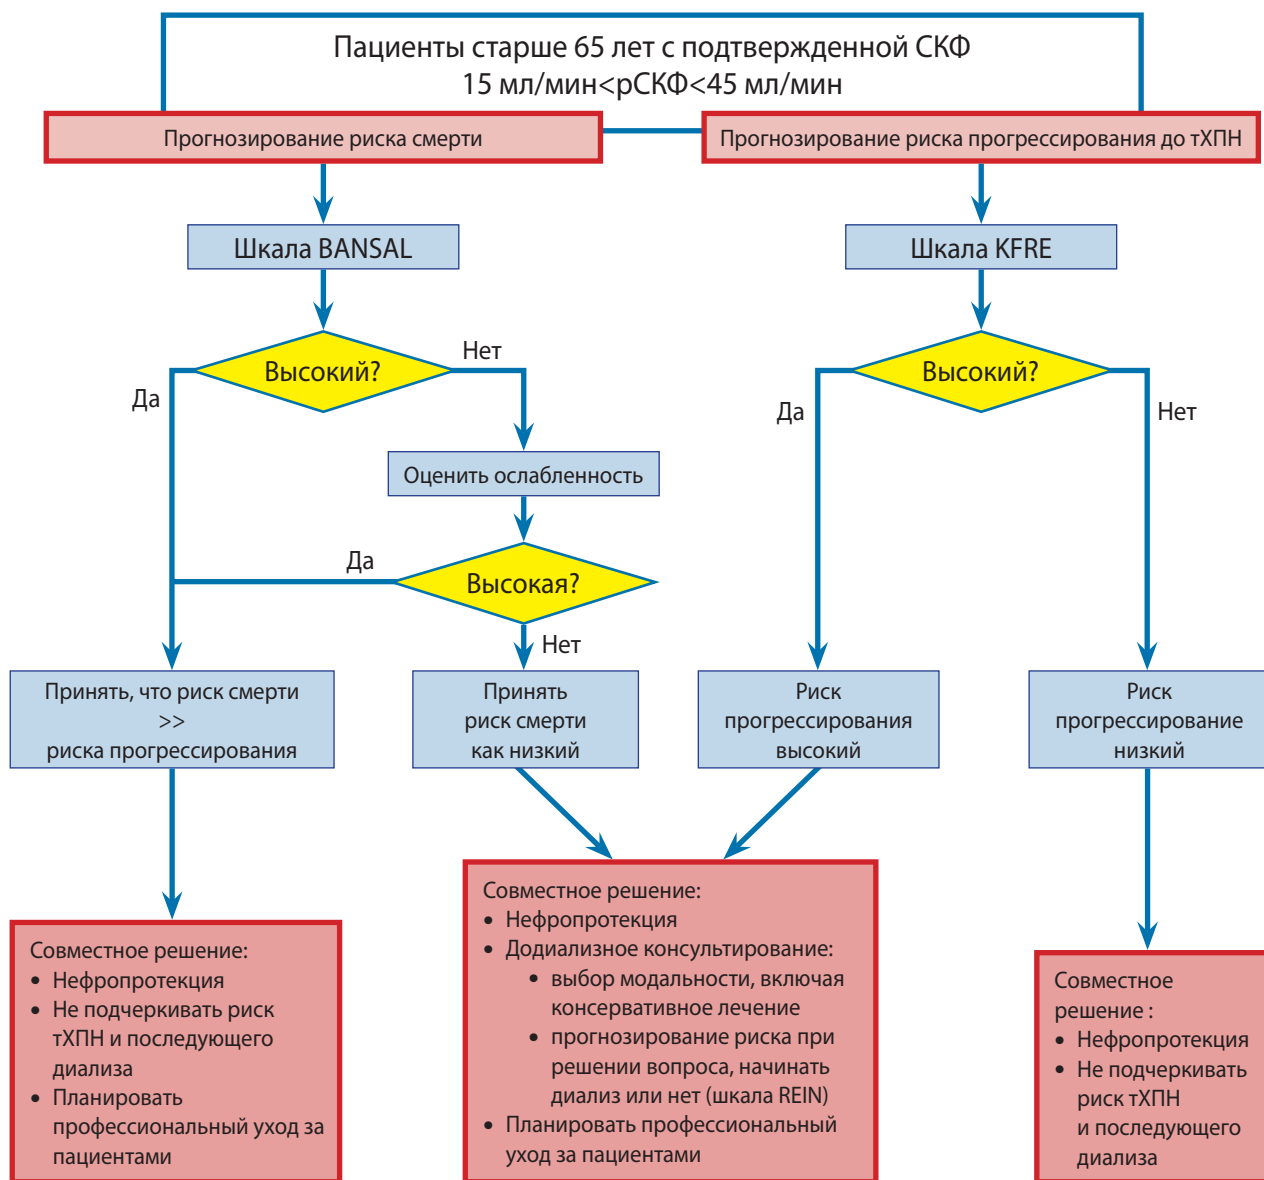 Пациенты старше 65 лет с подтвержденной СКФ
15 мл/мин<рСКФ<45 мл/мин
Прогнозирование риска смерти
Прогнозирование риска прогрессирования до тХПН
Шкала BANSAL
Шкала KFRE
Высокий?
Нет
Да
Высокий?
Да
Нет
Оценить ослабленность
Да
Высокая?
Нет
Принять, что риск смерти
>>
риска прогрессирования
Принять
риск смерти
как низкий
Риск
прогрессирования
высокий
Риск
прогрессирование
низкий
Совместное решение:
• Нефропротекция
• Не подчеркивать риск
тХПН и последующего
диализа
• Планировать
профессиональный уход за
пациентами
Совместное решение:
• Нефропротекция
• Додиализное консультирование:
• выбор модальности, включая
консервативное лечение
• прогнозирование риска при
решении вопроса, начинать
диализ или нет (шкала REIN)
• Планировать профессиональный
уход за пациентами
Совместное
решение :
• Нефропротекция
• Не подчеркивать
риск тХПН
и последующего
диализа